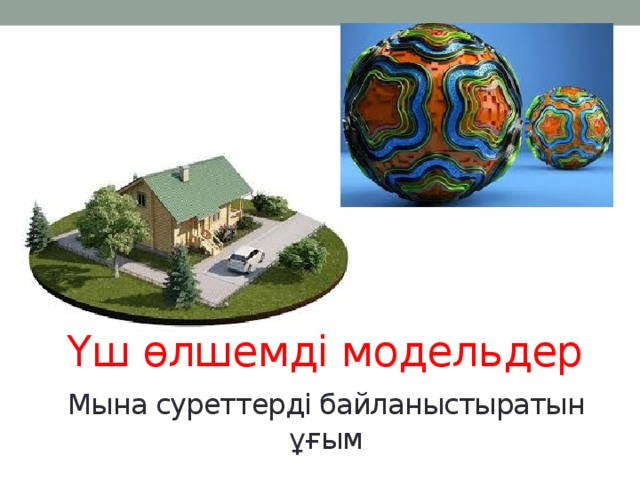 Үш өлшемді модельдер
Мына суреттерді байланыстыратын
ұғым